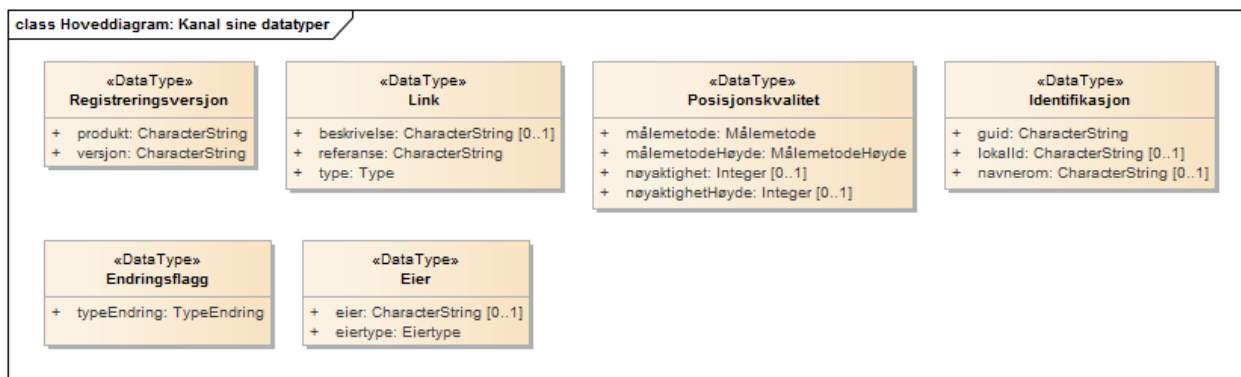 class Hoveddiagram: Kanal sine datatyper
«DataType»
Registreringsversjon
+ produkt: CharacterString
+ versjon: CharacterString
«DataType»
Link
+ beskrivelse: CharacterString [0..1]
+ referanse: CharacterString
+ type: Type
«DataType»
Posisjonskvalitet
+ målemetode: Målemetode
+ målemetodeHøyde: MålemetodeHøyde
+ nøyaktighet: Integer [0..1]
+ nøyaktighetHøyde: Integer [0..1]
«DataType»
Identifikasjon
+ guid: CharacterString
+ lokalId: CharacterString [0..1]
+ navnerom: CharacterString [0..1]
«DataType»
Endringsflagg
+ typeEndring: TypeEndring
«DataType»
Eier
+ eier: CharacterString [0..1]
+ eiertype: Eiertype